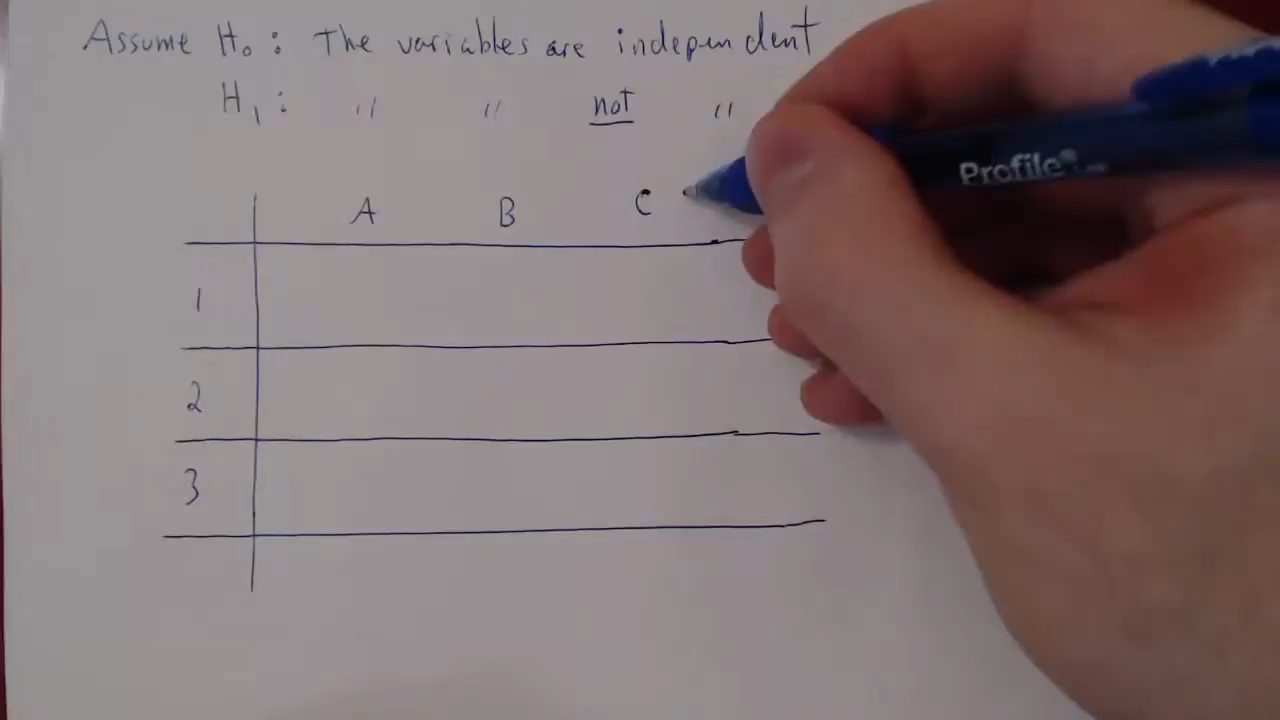 Assume H₀: The variables are independent
H₁: " " not "
A B C
1
2
3
Profile®